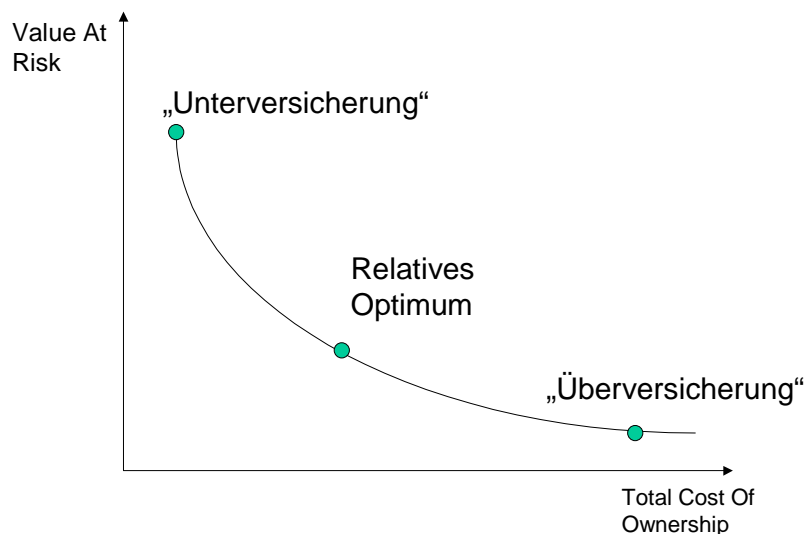 Value At
Risk
„Unterversicherung“
Relatives
Optimum
„Überversicherung“
Total Cost Of
Ownership